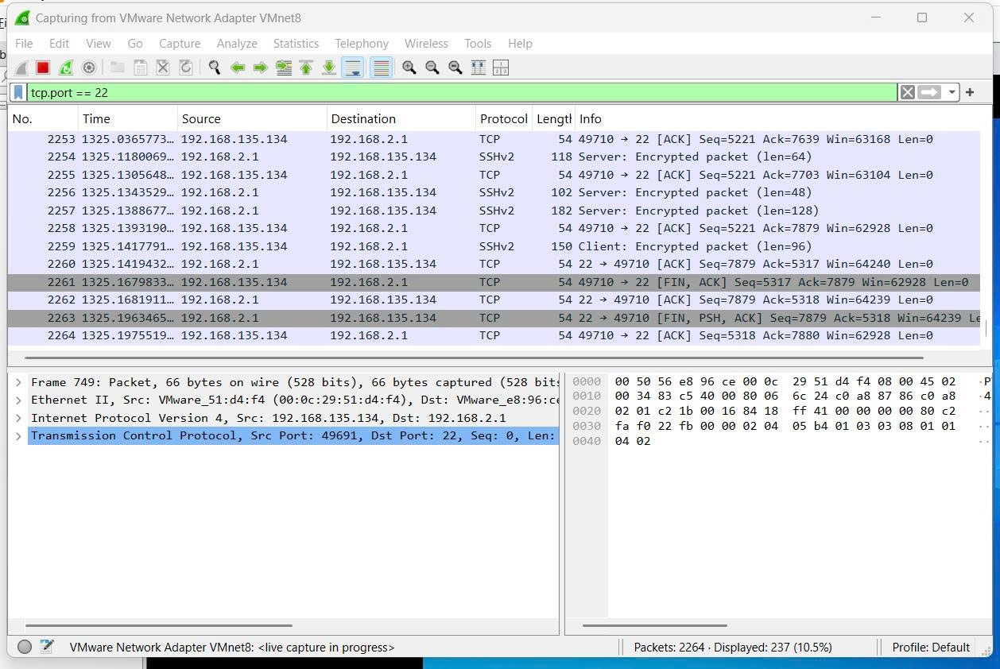 Capturing from VMware Network Adapter VMnet8
File Edit View Go Capture Analyze Statistics Telephony Wireless Tools Help
tcp.port == 22
No. Time Source Destination Protocol Length Info
2253 1325.0365773… 192.168.135.134 192.168.2.1 TCP 54 49710 → 22 [ACK] Seq=5221 Ack=7639 Win=63168 Len=0
2254 1325.1180069… 192.168.2.1 192.168.135.134 SSHv2 118 Server: Encrypted packet (len=64)
2255 1325.1305648… 192.168.135.134 192.168.2.1 TCP 54 49710 → 22 [ACK] Seq=5221 Ack=7703 Win=63104 Len=0
2256 1325.1343529… 192.168.2.1 192.168.135.134 SSHv2 102 Server: Encrypted packet (len=48)
2257 1325.1388677… 192.168.2.1 192.168.135.134 SSHv2 182 Server: Encrypted packet (len=128)
2258 1325.1393190… 192.168.135.134 192.168.2.1 TCP 54 49710 → 22 [ACK] Seq=5221 Ack=7879 Win=62928 Len=0
2259 1325.1417791… 192.168.135.134 192.168.2.1 SSHv2 150 Client: Encrypted packet (len=96)
2260 1325.1419432… 192.168.2.1 192.168.135.134 TCP 54 22 → 49710 [ACK] Seq=7879 Ack=5317 Win=64240 Len=0
2261 1325.1679833… 192.168.135.134 192.168.2.1 TCP 54 49710 → 22 [FIN, ACK] Seq=5317 Ack=7879 Win=62928 Len=0
2262 1325.1681911… 192.168.2.1 192.168.135.134 TCP 54 22 → 49710 [ACK] Seq=7879 Ack=5318 Win=64239 Len=0
2263 1325.1963465… 192.168.2.1 192.168.135.134 TCP 54 22 → 49710 [FIN, PSH, ACK] Seq=7879 Ack=5318 Win=64239 Le
2264 1325.1975519… 192.168.135.134 192.168.2.1 TCP 54 49710 → 22 [ACK] Seq=5318 Ack=7880 Win=62928 Len=0
Frame 749: Packet, 66 bytes on wire (528 bits), 66 bytes captured (528 bits
Ethernet II, Src: VMware_51:d4:f4 (00:0c:29:51:d4:f4), Dst: VMware_e8:96:ce
Internet Protocol Version 4, Src: 192.168.135.134, Dst: 192.168.2.1
Transmission Control Protocol, Src Port: 49691, Dst Port: 22, Seq: 0, Len:
0000 00 50 56 e8 96 ce 00 0c 29 51 d4 f4 08 00 45 02 ·P
0010 00 34 83 c5 40 00 80 06 6c 24 c0 a8 87 86 c0 a8 ·4
0020 02 01 c2 1b 00 16 84 18 ff 41 00 00 00 00 80 c2 ··
0030 fa f0 22 fb 00 00 02 04 05 b4 01 03 03 08 01 01 ··
0040 04 02 ··
VMware Network Adapter VMnet8: <live capture in progress> Packets: 2264 · Displayed: 237 (10.5%) Profile: Default